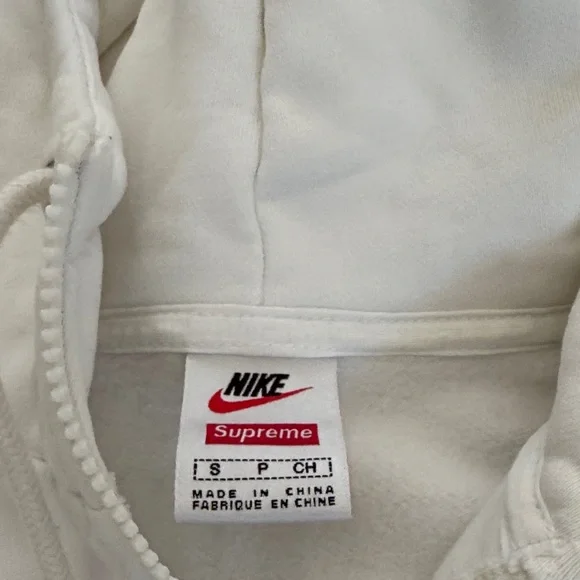 NIKE
Supreme
S P CH
MADE IN CHINA
FABRIQUE EN CHINE